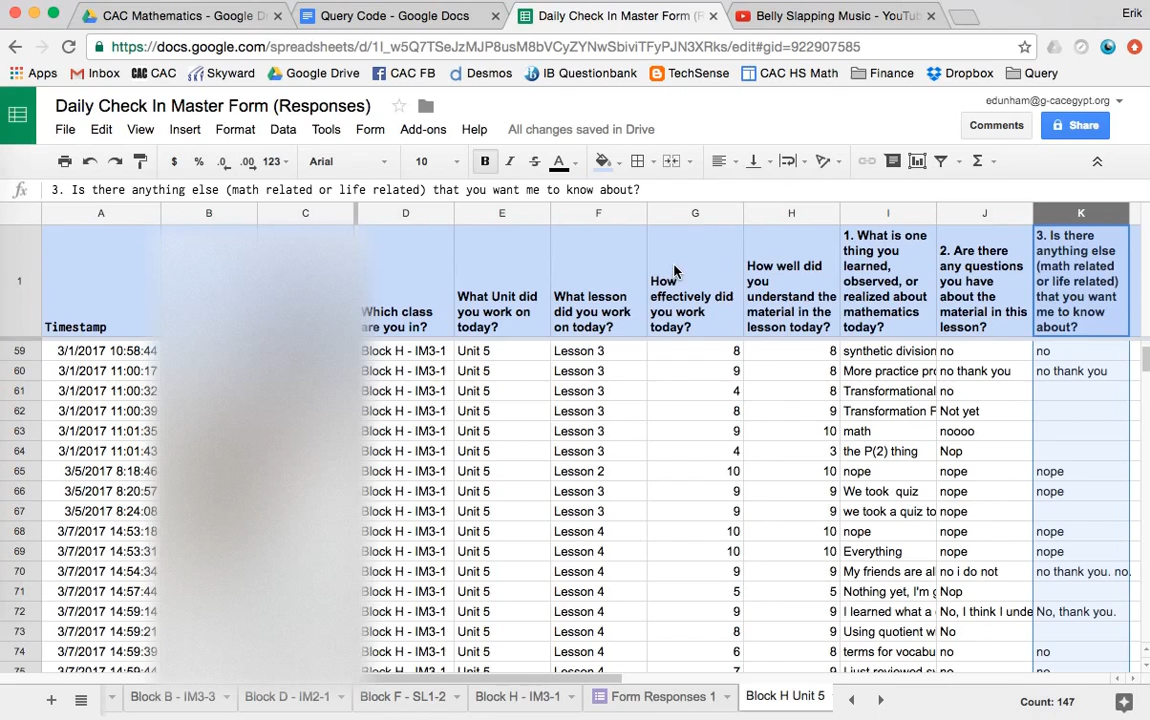 CAC Mathematics - Google D
Query Code - Google Docs
Daily Check In Master Form (R
Belly Slapping Music - YouTu
Erik
https://docs.google.com/spreadsheets/d/1l_w5Q7TSeJzMJP8usM8bVCyZYNwSbiviTFyPJN3XRks/edit#gid=922907585
Apps Inbox CAC Skyward Google Drive CAC FB Desmos IB Questionbank TechSense CAC HS Math Finance Dropbox Query
Daily Check In Master Form (Responses)
edunham@g-cacegypt.org
File Edit View Insert Format Data Tools Form Add-ons Help All changes saved in Drive
Comments Share
$ % .0 .00 123 Arial 10 B I S A
fx 3. Is there anything else (math related or life related) that you want me to know about?
A B C D E F G H I J K
1
Timestamp
Which class are you in?
What Unit did you work on today?
What lesson did you work on today?
How effectively did you work today?
How well did you understand the material in the lesson today?
1. What is one thing you learned, observed, or realized about mathematics today?
2. Are there any questions you have about the material in this lesson?
3. Is there anything else (math related or life related) that you want me to know about?
59 3/1/2017 10:58:44 Block H - IM3-1 Unit 5 Lesson 3 8 8 synthetic division no no
60 3/1/2017 11:00:17 Block H - IM3-1 Unit 5 Lesson 3 9 8 More practice pro no thank you no thank you
61 3/1/2017 11:00:32 Block H - IM3-1 Unit 5 Lesson 3 4 8 Transformational no
62 3/1/2017 11:00:39 Block H - IM3-1 Unit 5 Lesson 3 8 9 Transformation F Not yet
63 3/1/2017 11:01:35 Block H - IM3-1 Unit 5 Lesson 3 9 10 math noooo
64 3/1/2017 11:01:43 Block H - IM3-1 Unit 5 Lesson 3 4 3 the P(2) thing Nop
65 3/5/2017 8:18:46 Block H - IM3-1 Unit 5 Lesson 2 10 10 nope nope nope
66 3/5/2017 8:20:57 Block H - IM3-1 Unit 5 Lesson 3 9 9 We took quiz nope nope
67 3/5/2017 8:24:08 Block H - IM3-1 Unit 5 Lesson 3 9 9 we took a quiz to nope
68 3/7/2017 14:53:18 Block H - IM3-1 Unit 5 Lesson 4 10 10 nope nope nope
69 3/7/2017 14:53:31 Block H - IM3-1 Unit 5 Lesson 4 10 10 Everything nope nope
70 3/7/2017 14:54:34 Block H - IM3-1 Unit 5 Lesson 4 9 9 My friends are al no i do not no thank you. no.
71 3/7/2017 14:57:44 Block H - IM3-1 Unit 5 Lesson 4 5 5 Nothing yet, I'm g Nop
72 3/7/2017 14:59:14 Block H - IM3-1 Unit 5 Lesson 4 9 9 I learned what a No, I think I unde No, thank you.
73 3/7/2017 14:59:21 Block H - IM3-1 Unit 5 Lesson 4 8 9 Using quotient w No
74 3/7/2017 14:59:39 Block H - IM3-1 Unit 5 Lesson 4 6 8 terms for vocabu no no
75 3/7/2017 14:59:44 Block H - IM3-1 Unit 5 Lesson 4 7 9 I just reviewed no no
Block B - IM3-3 Block D - IM2-1 Block F - SL1-2 Block H - IM3-1 Form Responses 1 Block H Unit 5 Count: 147